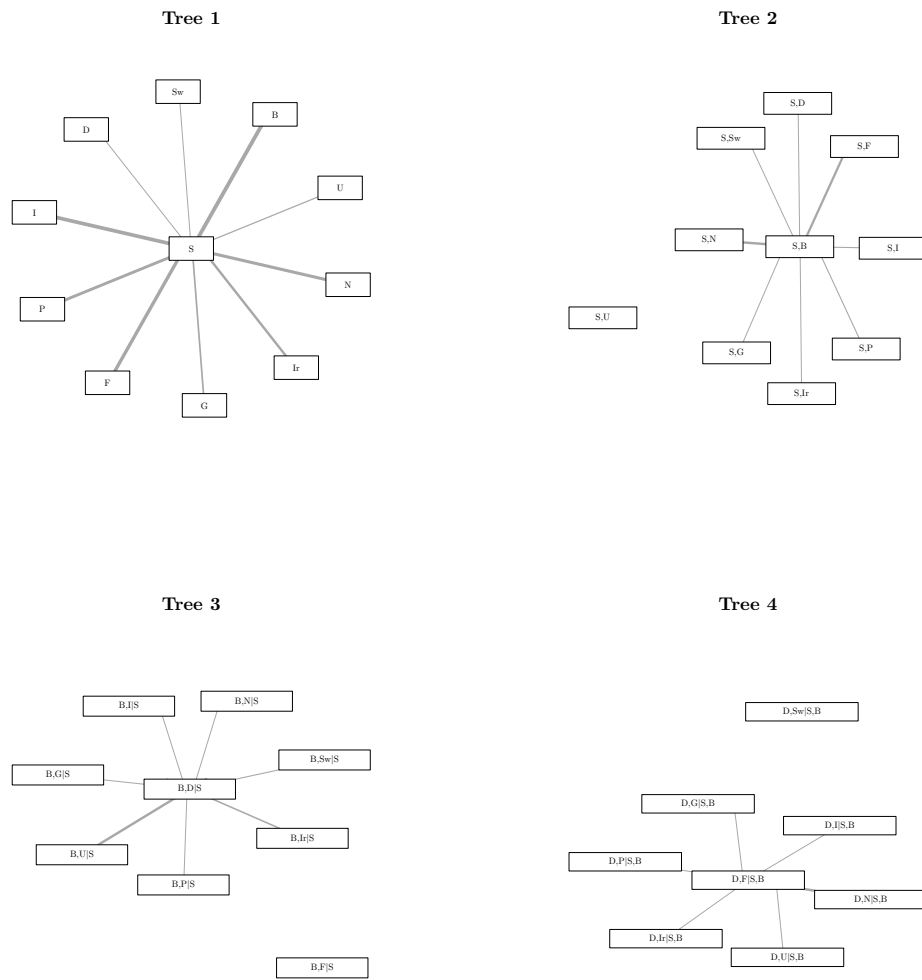 Tree 1
Sw
B
D
U
I
S
N
P
Ir
F
G
Tree 2
S,D
S,Sw
S,F
S,N
S,B
S,I
S,U
S,G
S,P
S,Ir
Tree 3
B,I|S
B,N|S
B,Sw|S
B,G|S
B,D|S
B,Ir|S
B,U|S
B,P|S
B,F|S
Tree 4
D,Sw|S,B
D,G|S,B
D,I|S,B
D,P|S,B
D,F|S,B
D,N|S,B
D,Ir|S,B
D,U|S,B